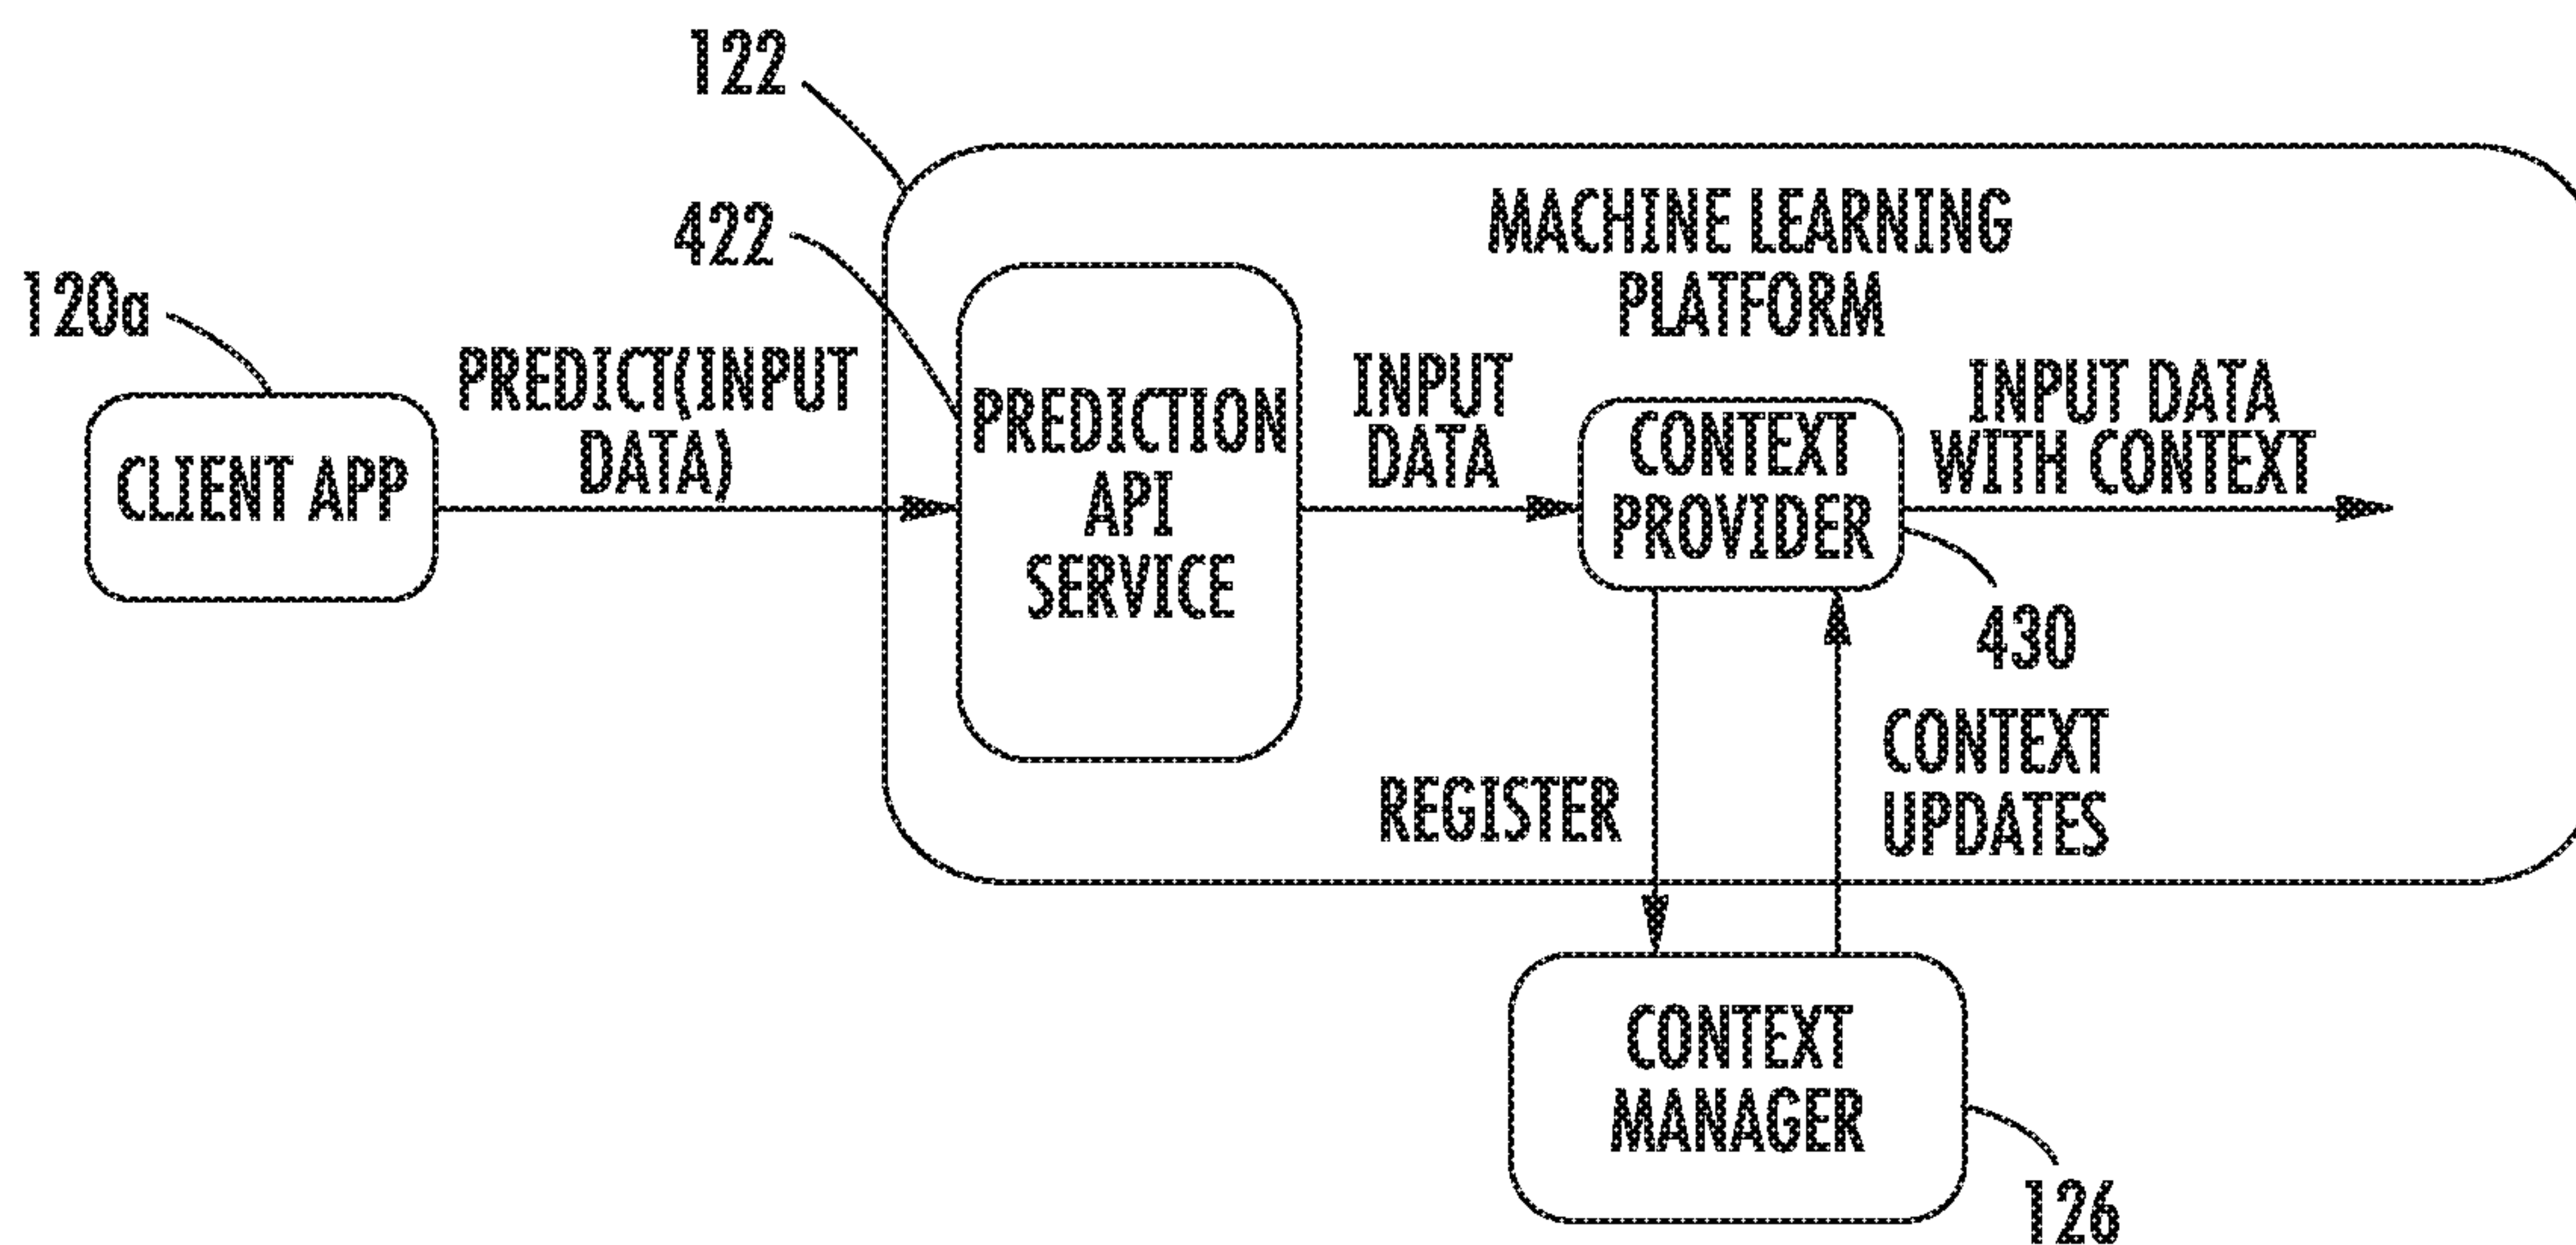 122
422
120a
MACHINE LEARNING
PLATFORM
CLIENT APP
PREDICT(INPUT
DATA)
PREDICTION
API
SERVICE
INPUT
DATA
CONTEXT
PROVIDER
INPUT DATA
WITH CONTEXT
430
REGISTER
CONTEXT
UPDATES
CONTEXT
MANAGER
126